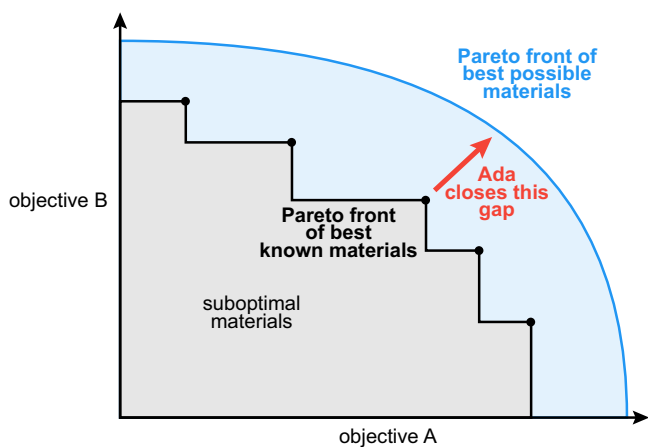 Pareto front of
best possible
materials
Ada
closes this
gap
objective B
Pareto front
of best
known materials
suboptimal
materials
objective A